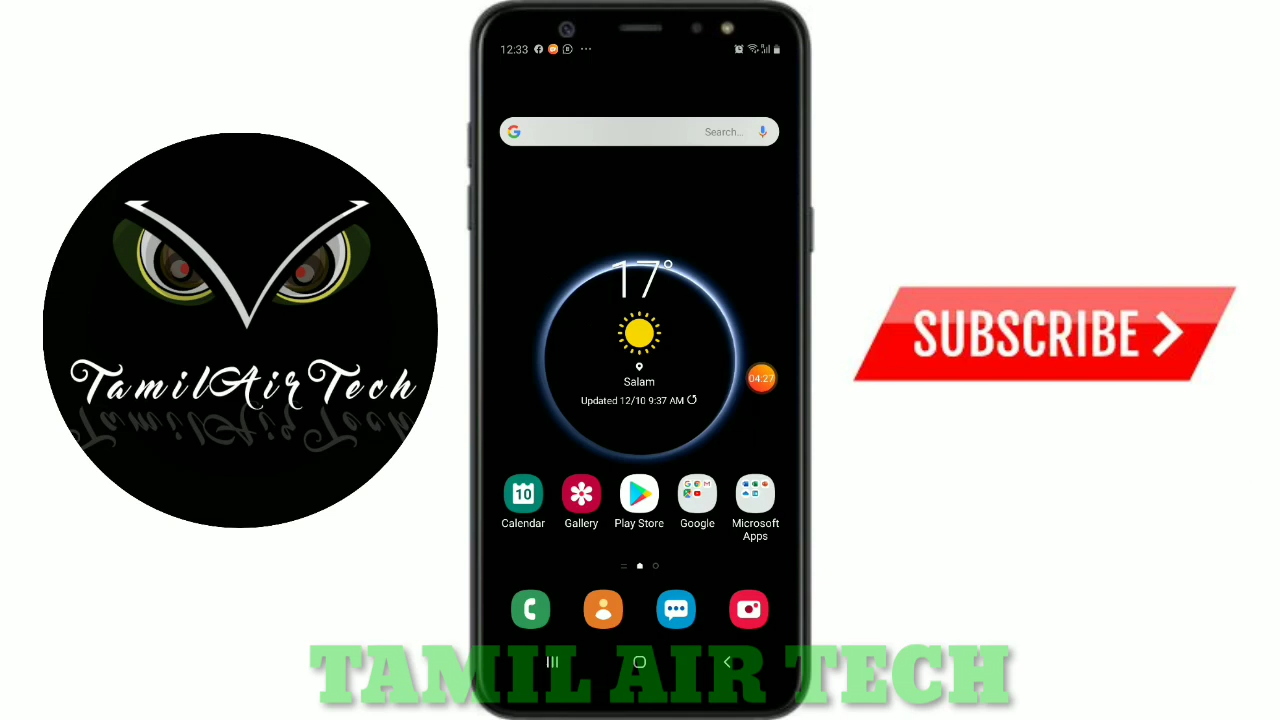 12:33
Search...
17°
Salam
Updated 12/10 9:37 AM
04:27
10
Calendar
Gallery
Play Store
Google
Microsoft Apps
TamilAirTech
SUBSCRIBE
TAMIL AIR TECH